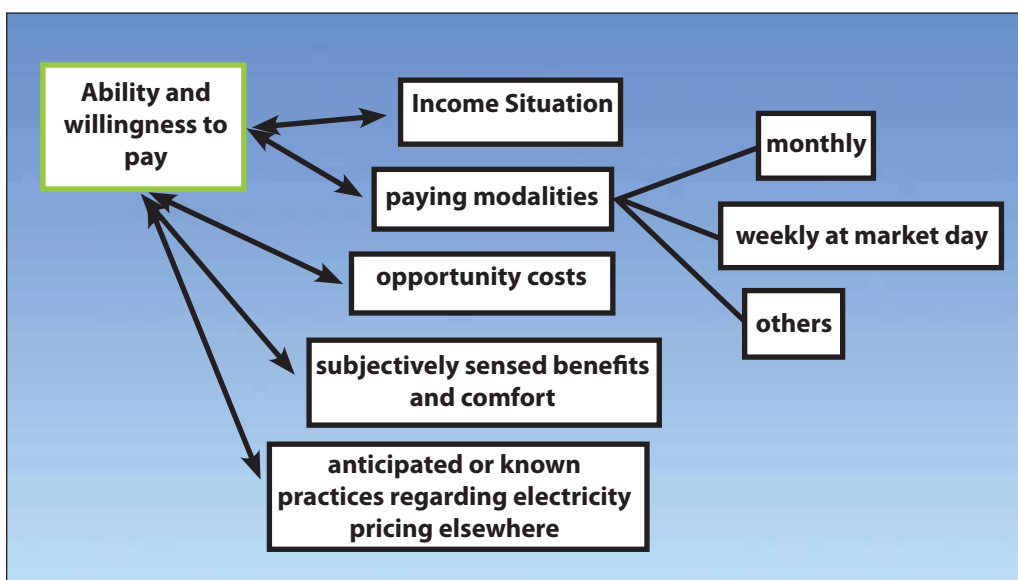 Ability and
willingness to
pay
Income Situation
paying modalities
monthly
weekly at market day
others
opportunity costs
subjectively sensed benefits
and comfort
anticipated or known
practices regarding electricity
pricing elsewhere